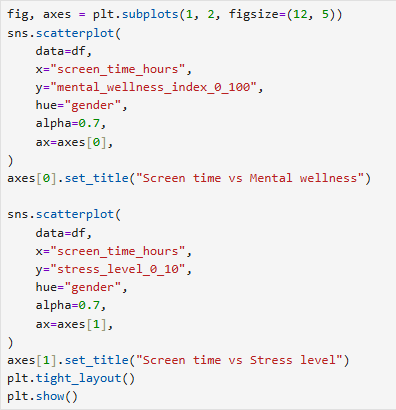 fig, axes = plt.subplots(1, 2, figsize=(12, 5))
sns.scatterplot(
    data=df,
    x="screen_time_hours",
    y="mental_wellness_index_0_100",
    hue="gender",
    alpha=0.7,
    ax=axes[0],
)
axes[0].set_title("Screen time vs Mental wellness")

sns.scatterplot(
    data=df,
    x="screen_time_hours",
    y="stress_level_0_10",
    hue="gender",
    alpha=0.7,
    ax=axes[1],
)
axes[1].set_title("Screen time vs Stress level")
plt.tight_layout()
plt.show()